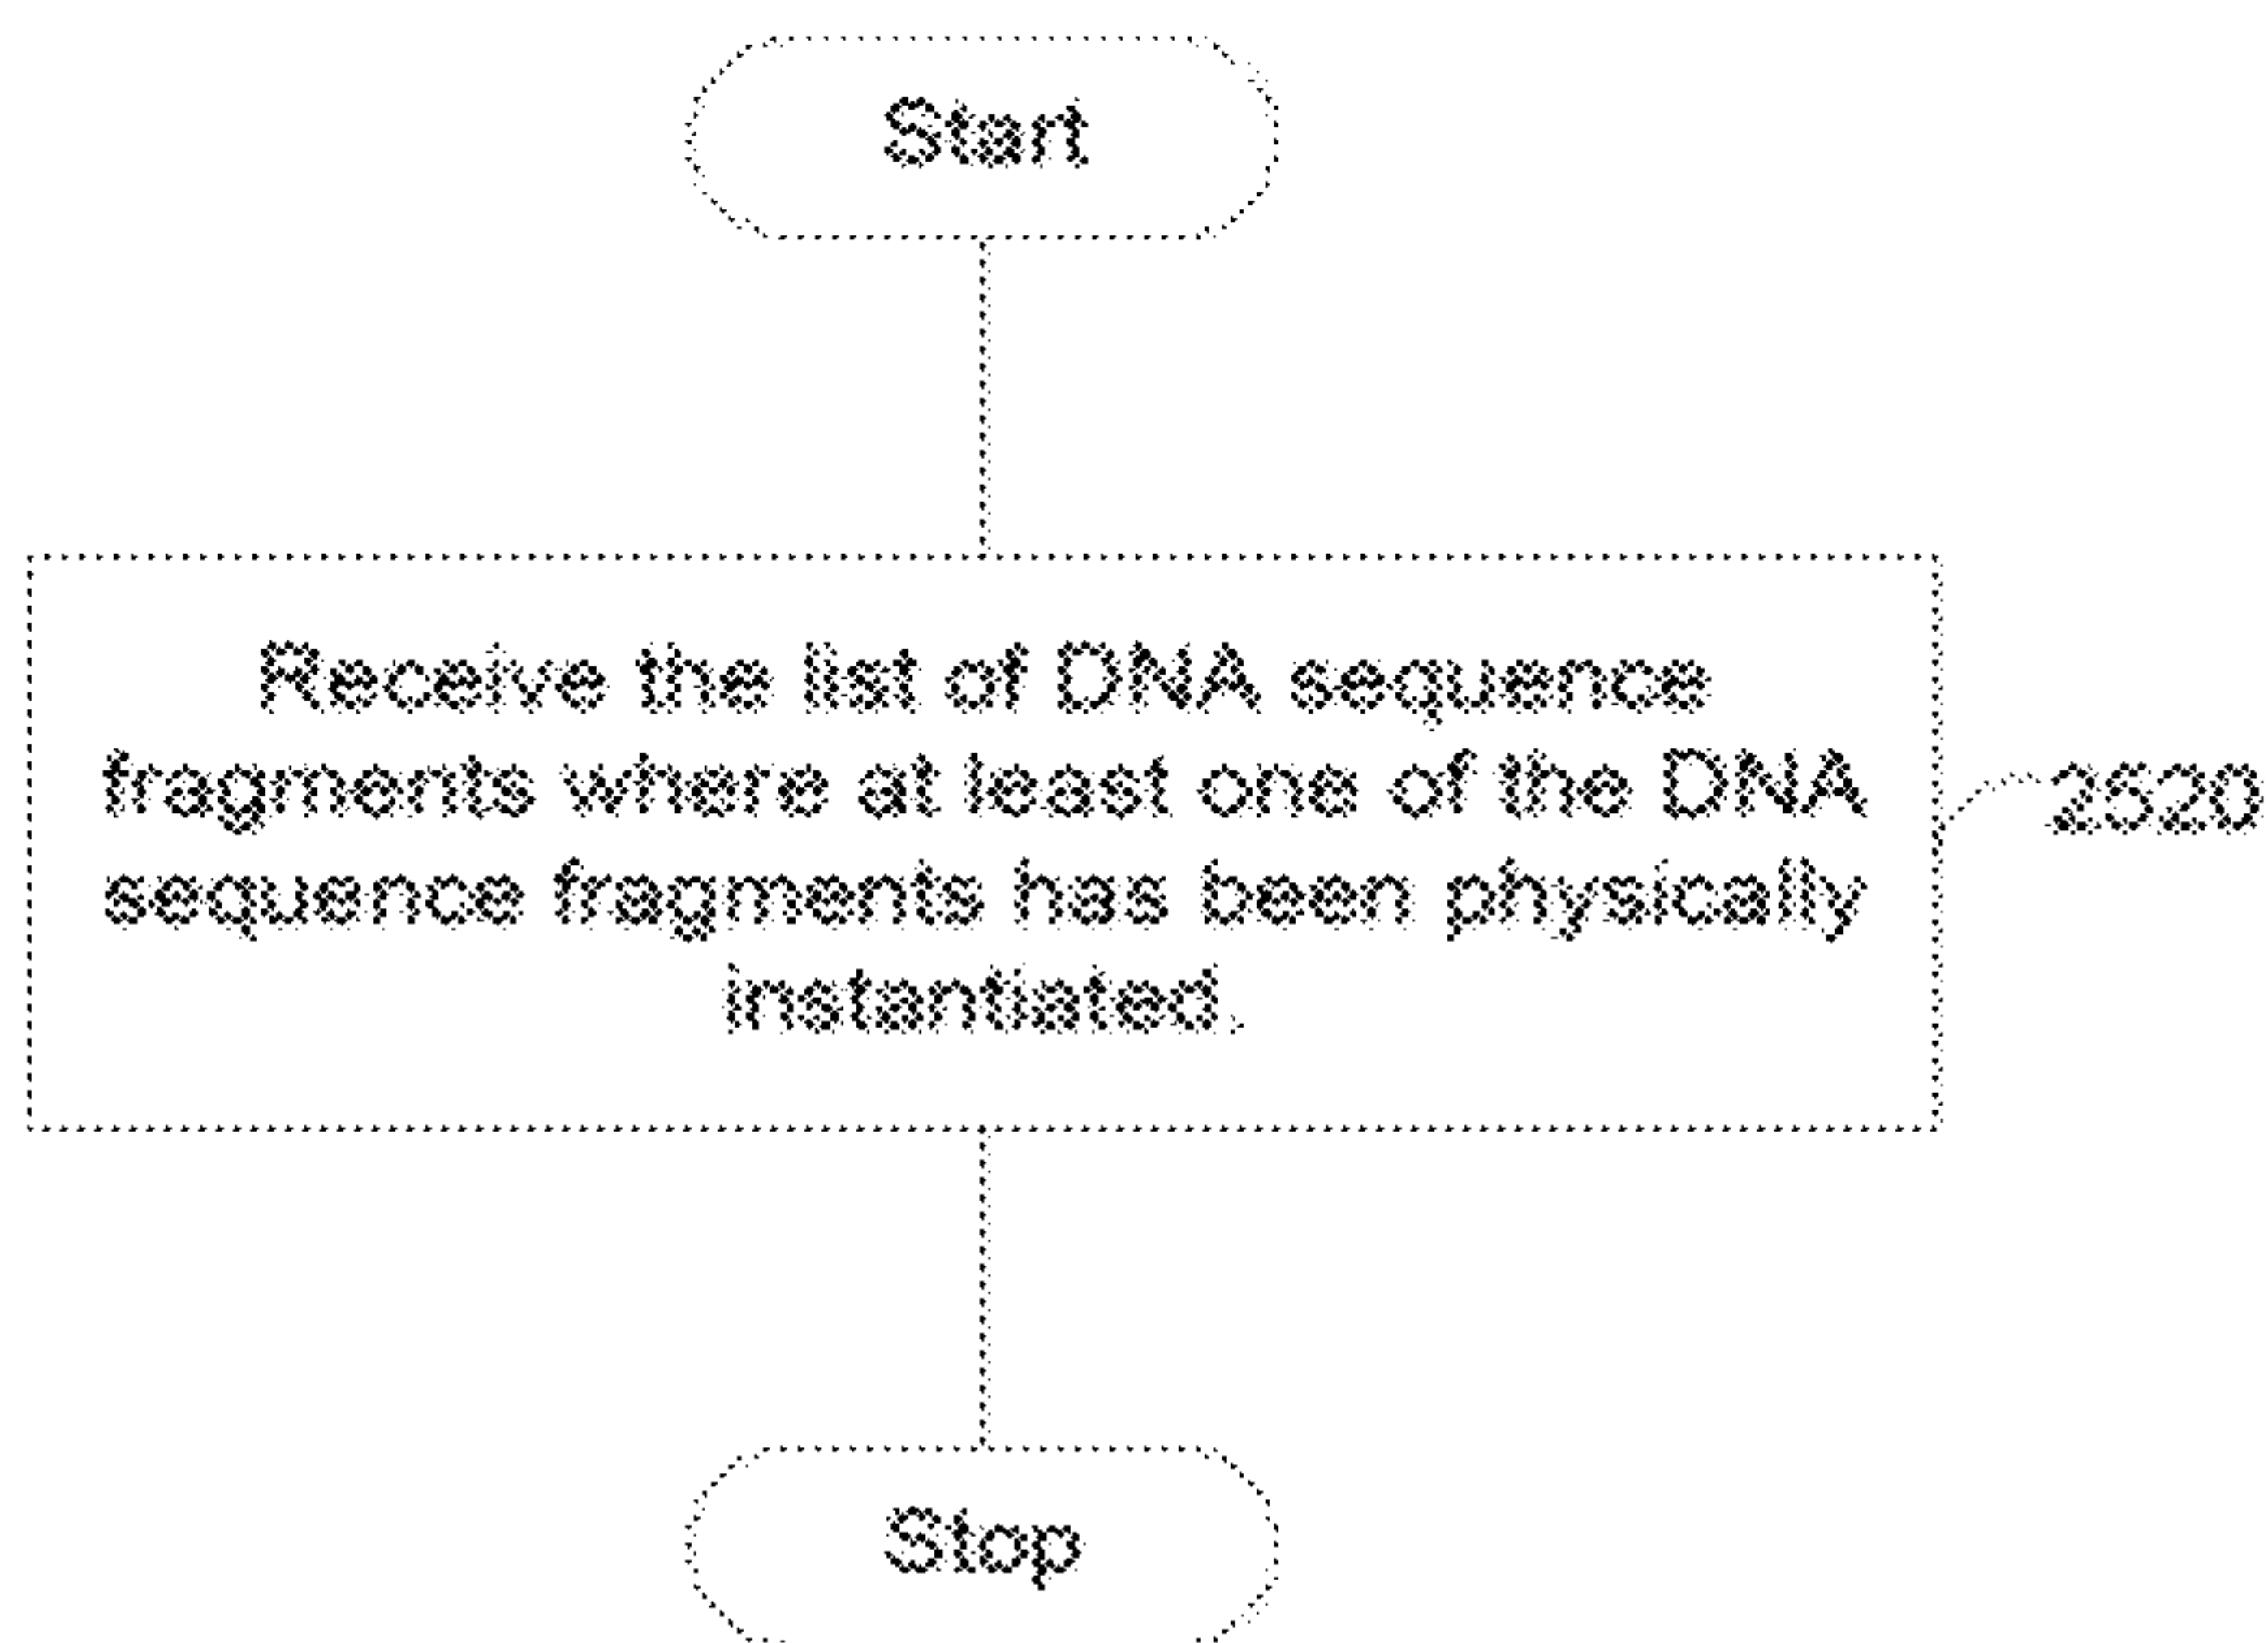 Start
Receive the list of DNA sequence
fragments where at least one of the DNA
sequence fragments has been physically
instantiated.
2520
Stop